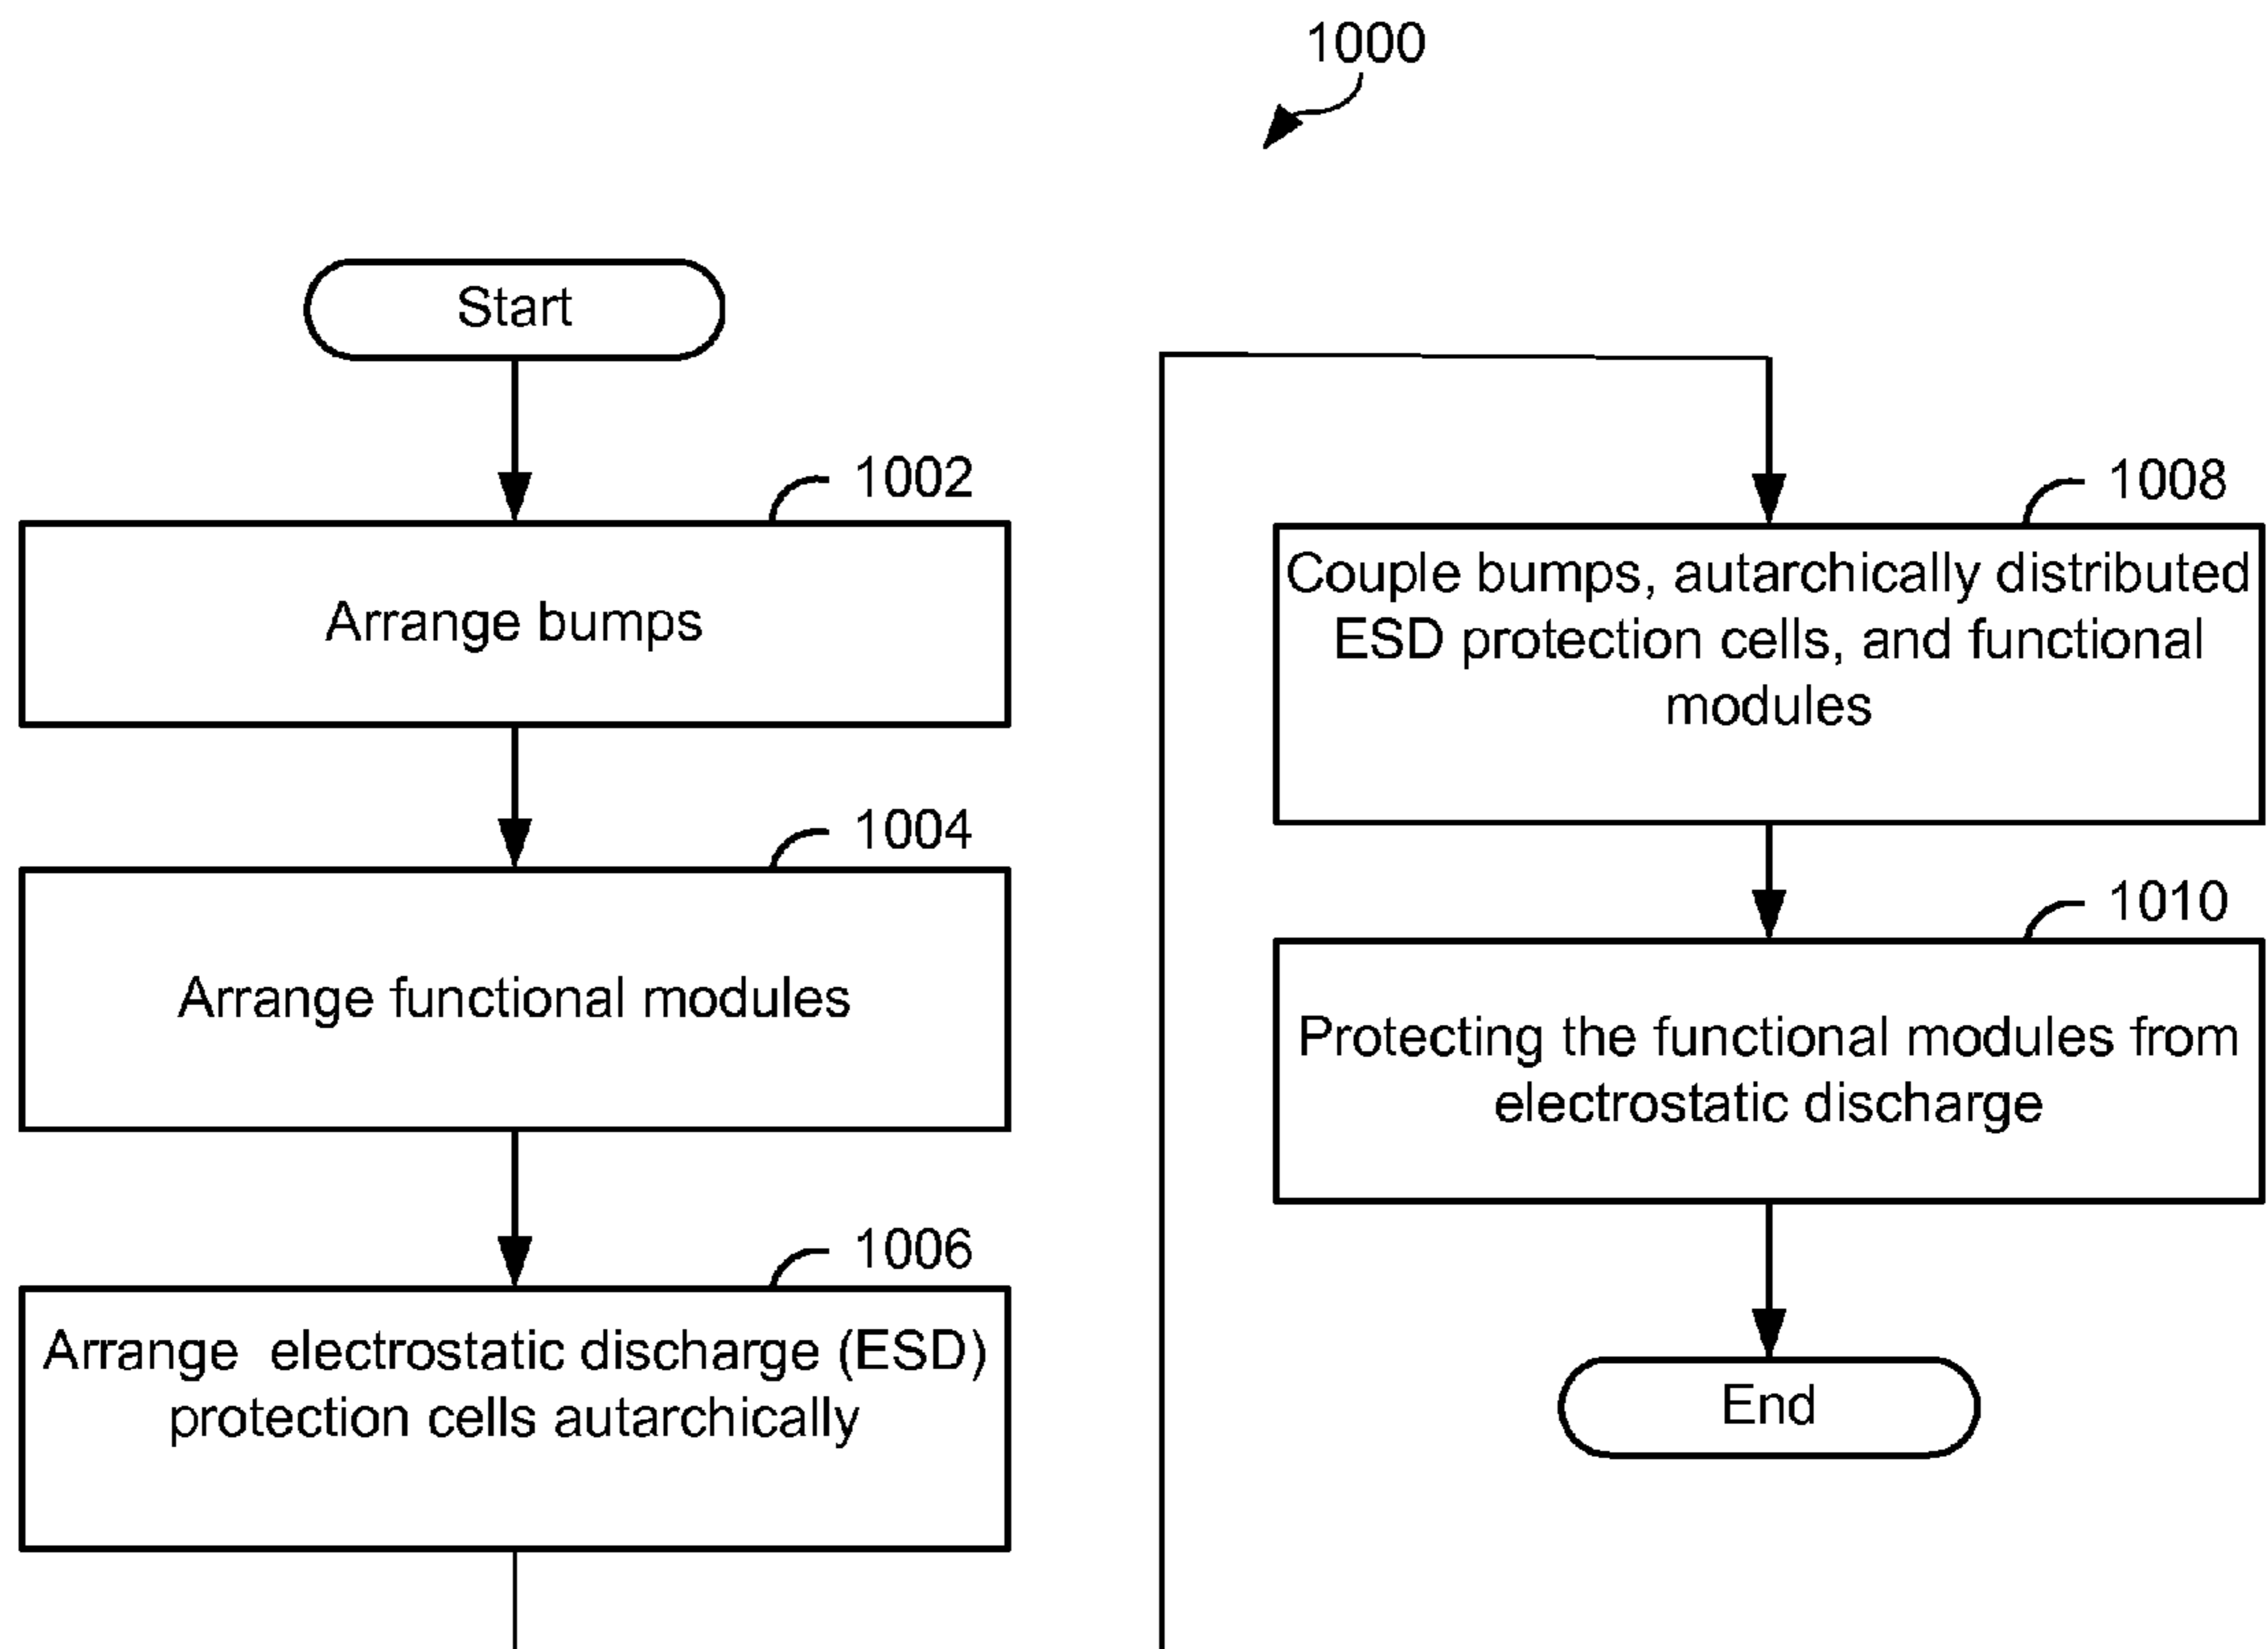 1000
Start
1002
Arrange bumps
1004
Arrange functional modules
1006
Arrange electrostatic discharge (ESD)
protection cells autarchically
1008
Couple bumps, autarchically distributed
ESD protection cells, and functional
modules
1010
Protecting the functional modules from
electrostatic discharge
End